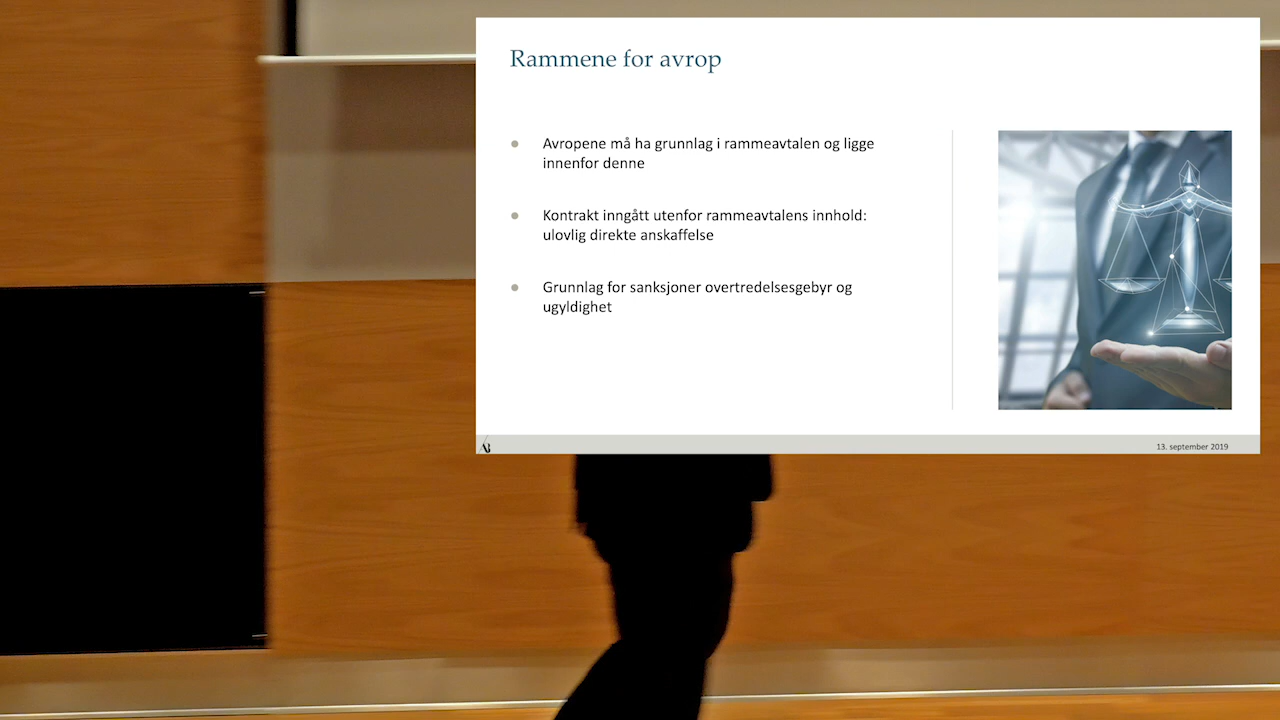 Rammene for avrop
Avropene må ha grunnlag i rammeavtalen og ligge
innenfor denne
Kontrakt inngått utenfor rammeavtalens innhold:
ulovlig direkte anskaffelse
Grunnlag for sanksjoner overtredelsesgebyr og
ugyldighet
AB
13. september 2019